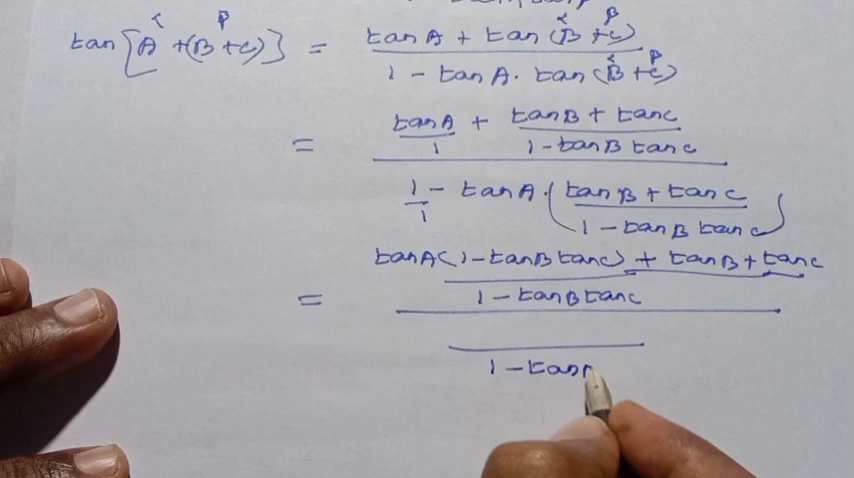 α β α β
tan{A + (B + C)} = tan A + tan (B + C)
α β
1 - tan A . tan (B + C)
= tan A / 1 + tan B + tan C / 1 - tan B tan C
1 / 1 - tan A . ( tan B + tan C / 1 - tan B tan C )
tan A (1 - tan B tan C) + tan B + tan C
= 1 - tan B tan C
1 - tan